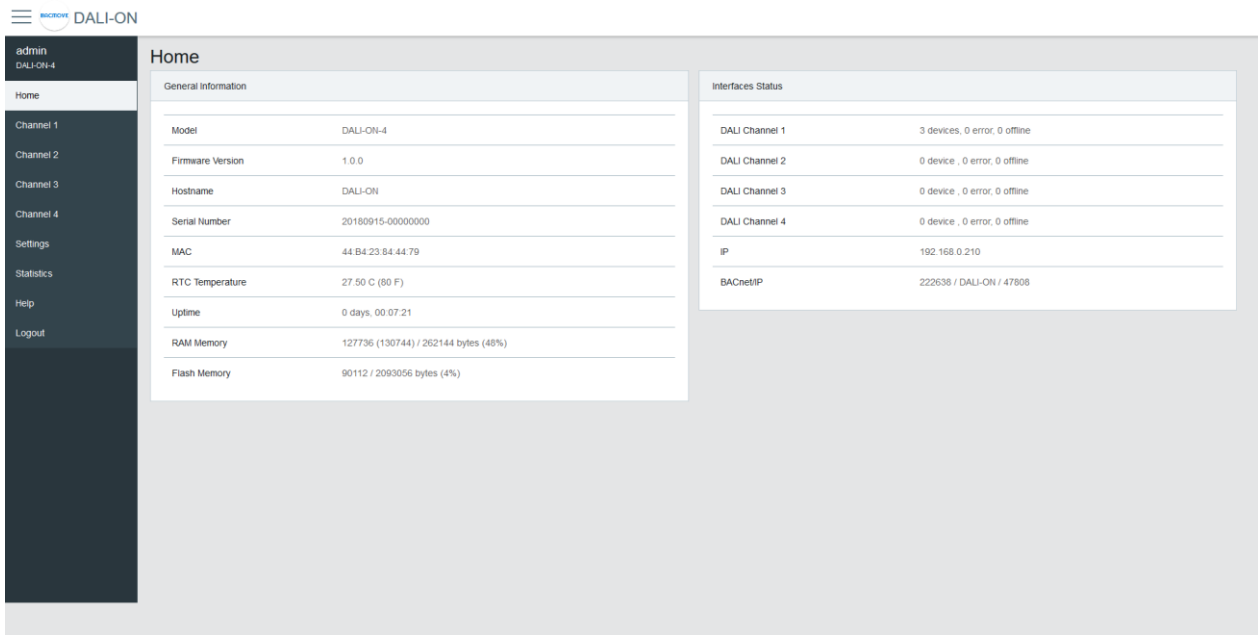 BACMOVE DALI-ON
admin
DALI-ON-4
Home
Channel 1
Channel 2
Channel 3
Channel 4
Settings
Statistics
Help
Logout
Home
General Information
Model DALI-ON-4
Firmware Version 1.0.0
Hostname DALI-ON
Serial Number 20180915-00000000
MAC 44:B4:23:84:44:79
RTC Temperature 27.50 C (80 F)
Uptime 0 days, 00:07:21
RAM Memory 127736 (130744) / 262144 bytes (48%)
Flash Memory 90112 / 2093056 bytes (4%)
Interfaces Status
DALI Channel 1 3 devices, 0 error, 0 offline
DALI Channel 2 0 device , 0 error, 0 offline
DALI Channel 3 0 device , 0 error, 0 offline
DALI Channel 4 0 device , 0 error, 0 offline
IP 192.168.0.210
BACnet/IP 222638 / DALI-ON / 47808